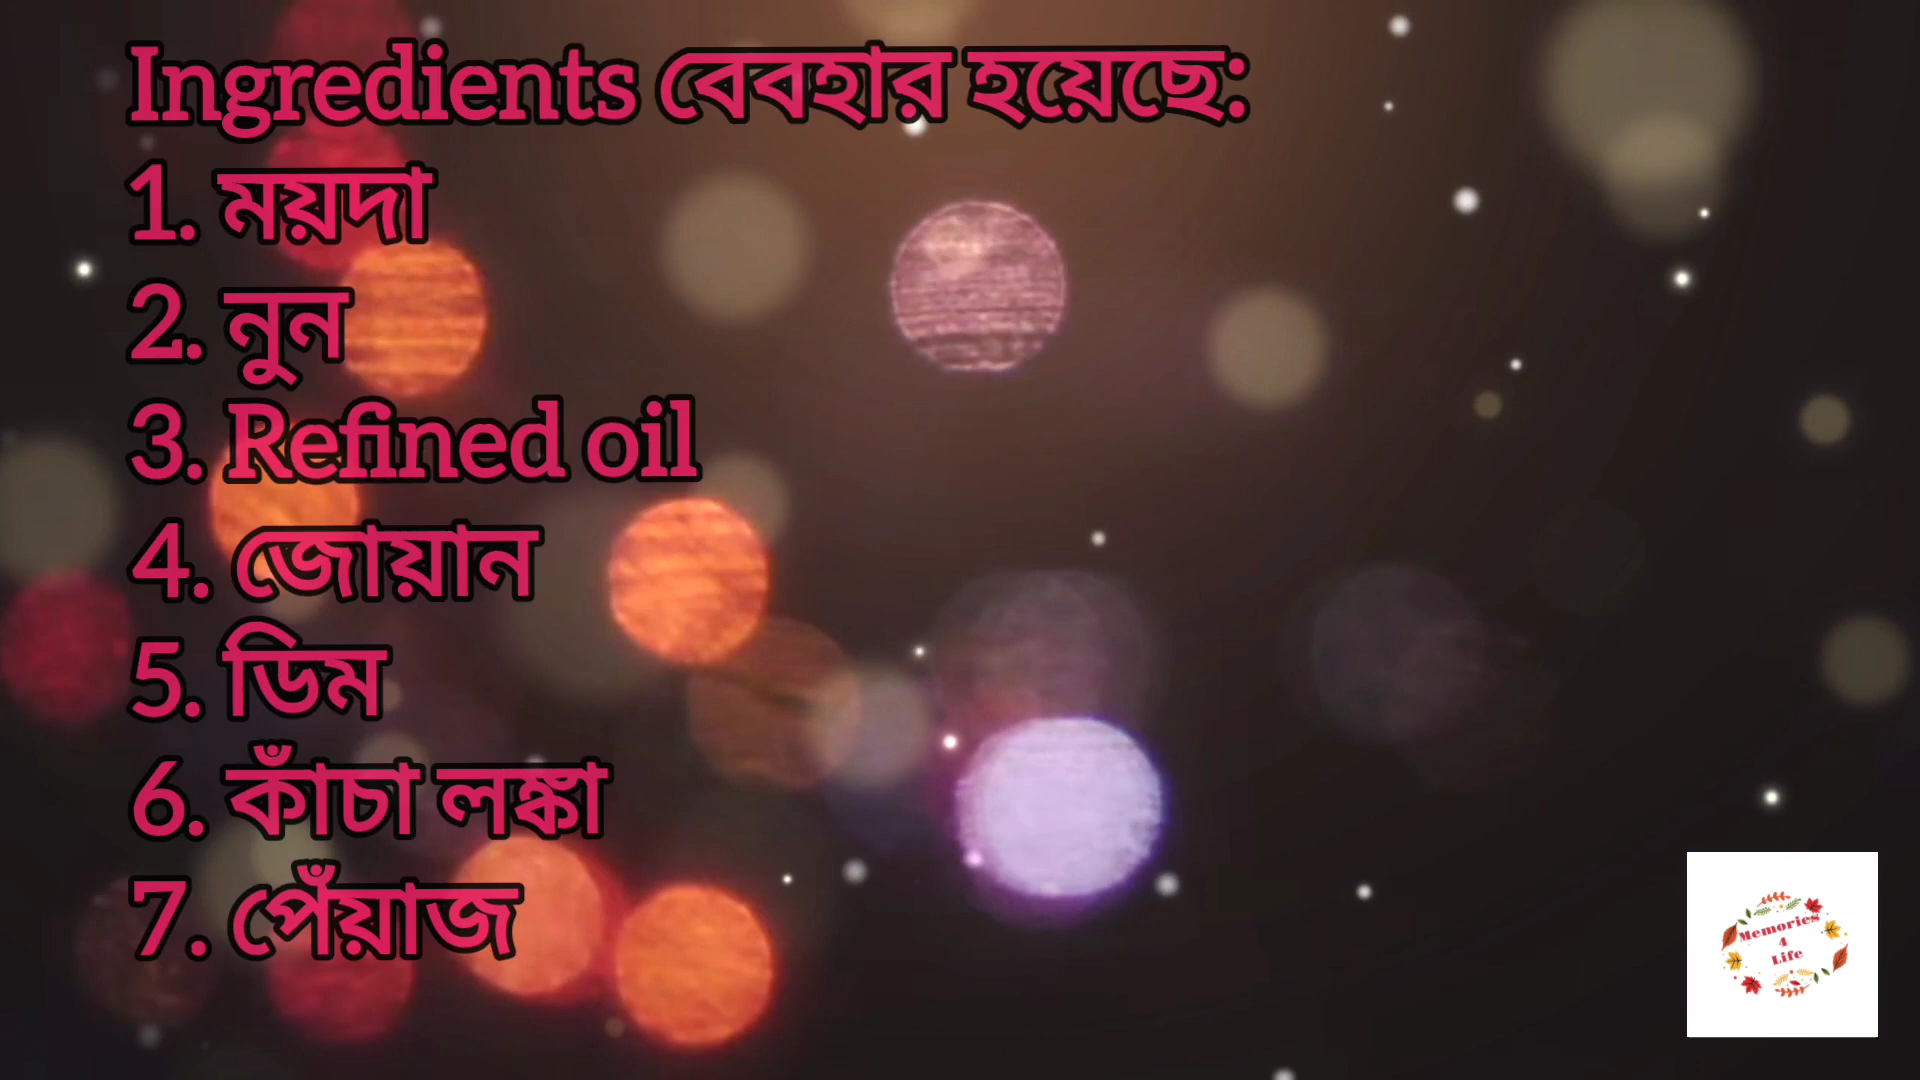 Ingredients বেবহার হয়েছে:
1. ময়দা
2. নুন
3. Refined oil
4. জোয়ান
5. ডিম
6. কাঁচা লঙ্কা
7. পেঁয়াজ
Memories
4
Life